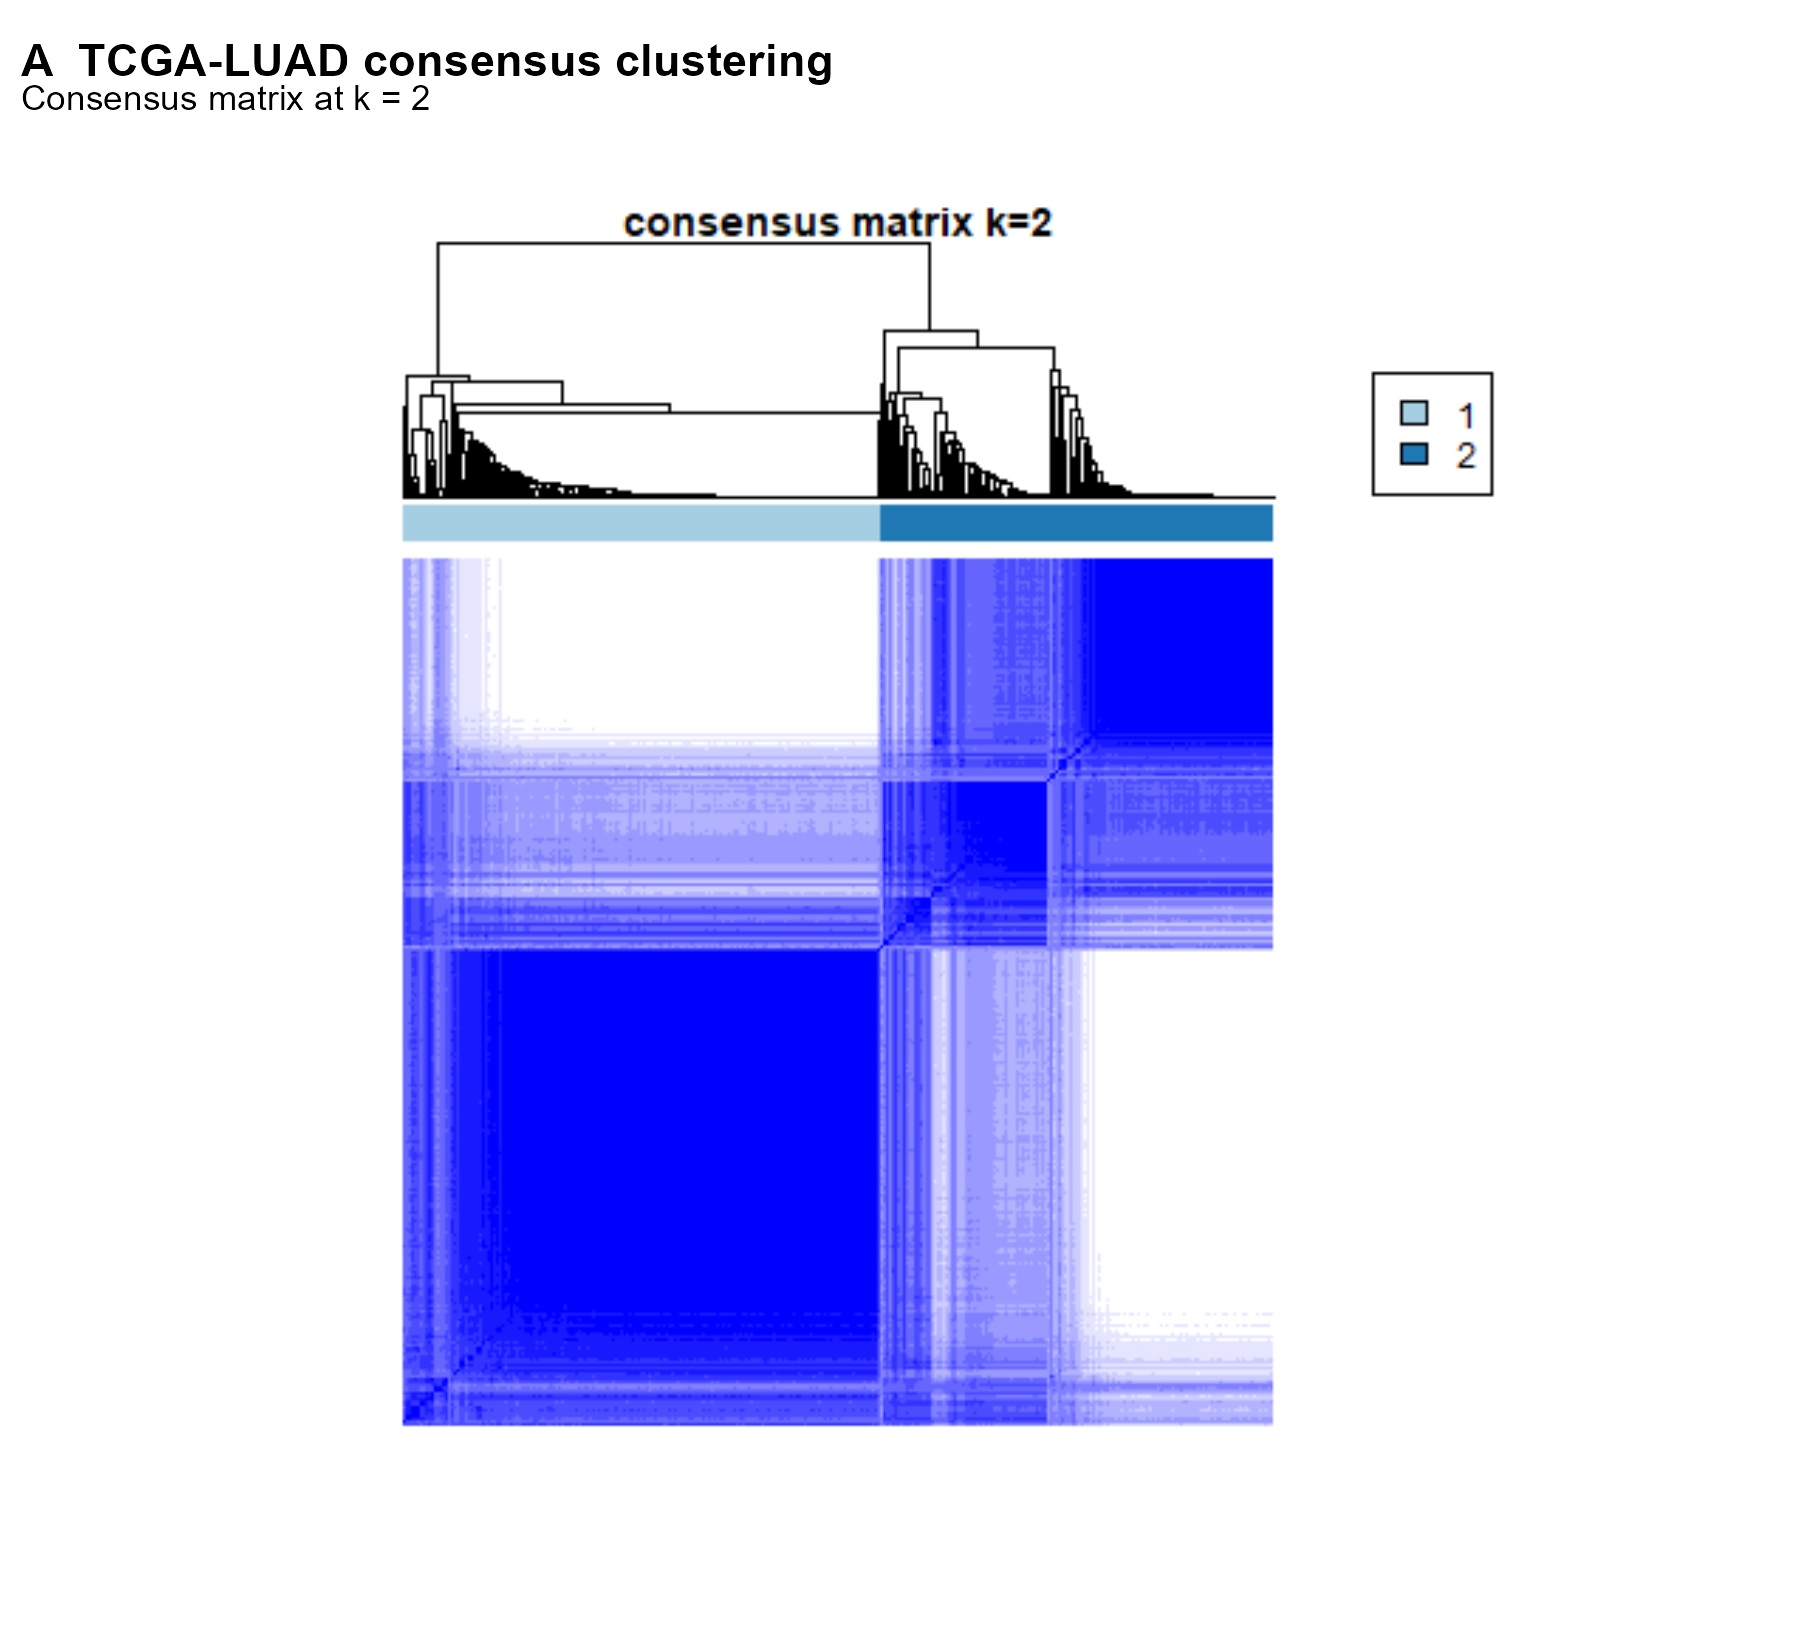 A TCGA-LUAD consensus clustering
Consensus matrix at k = 2
consensus matrix k=2
1
2